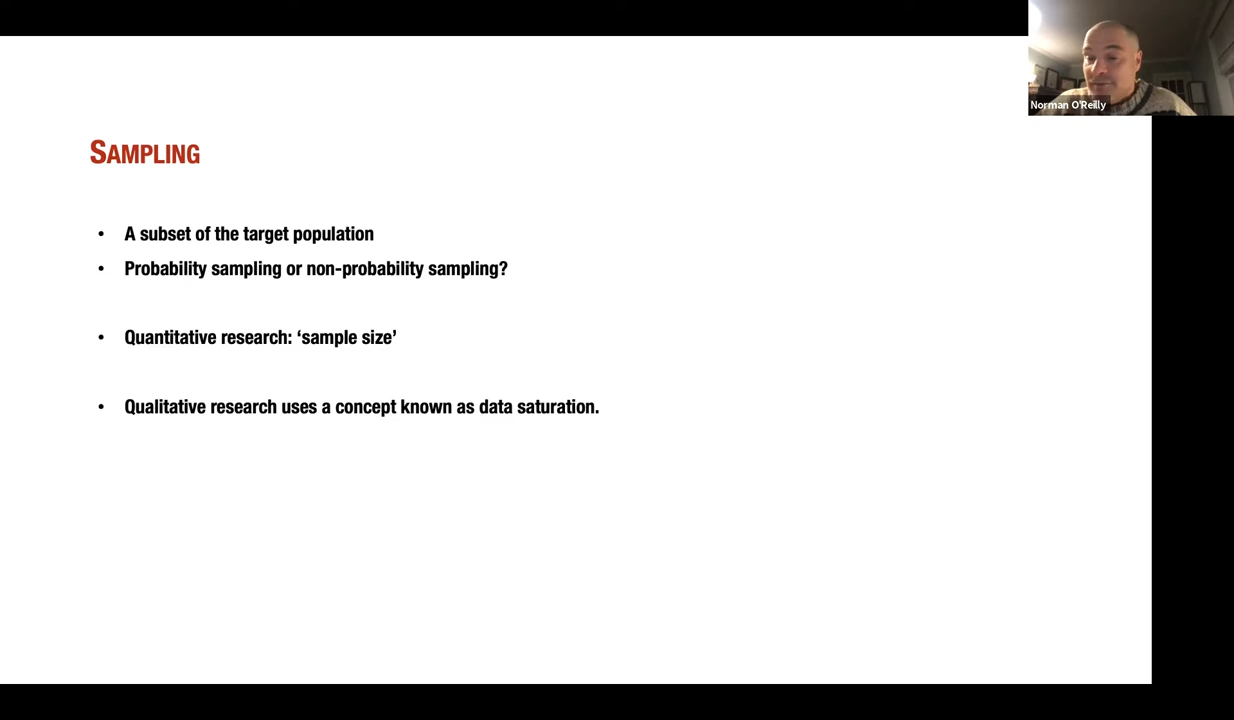 SAMPLING
• A subset of the target population
• Probability sampling or non-probability sampling?
• Quantitative research: ‘sample size’
• Qualitative research uses a concept known as data saturation.
Norman O'Reilly